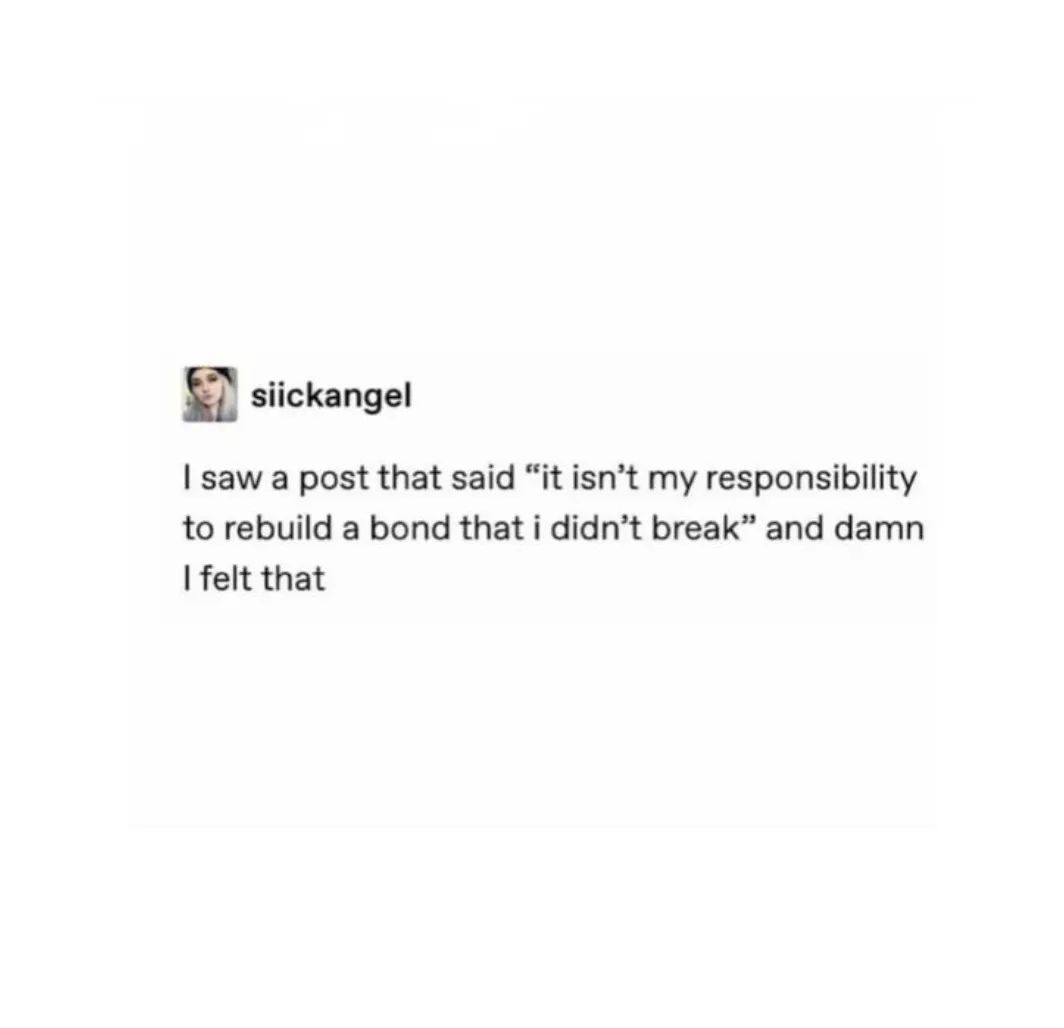 siickangel
I saw a post that said “it isn’t my responsibility
to rebuild a bond that i didn’t break” and damn
I felt that